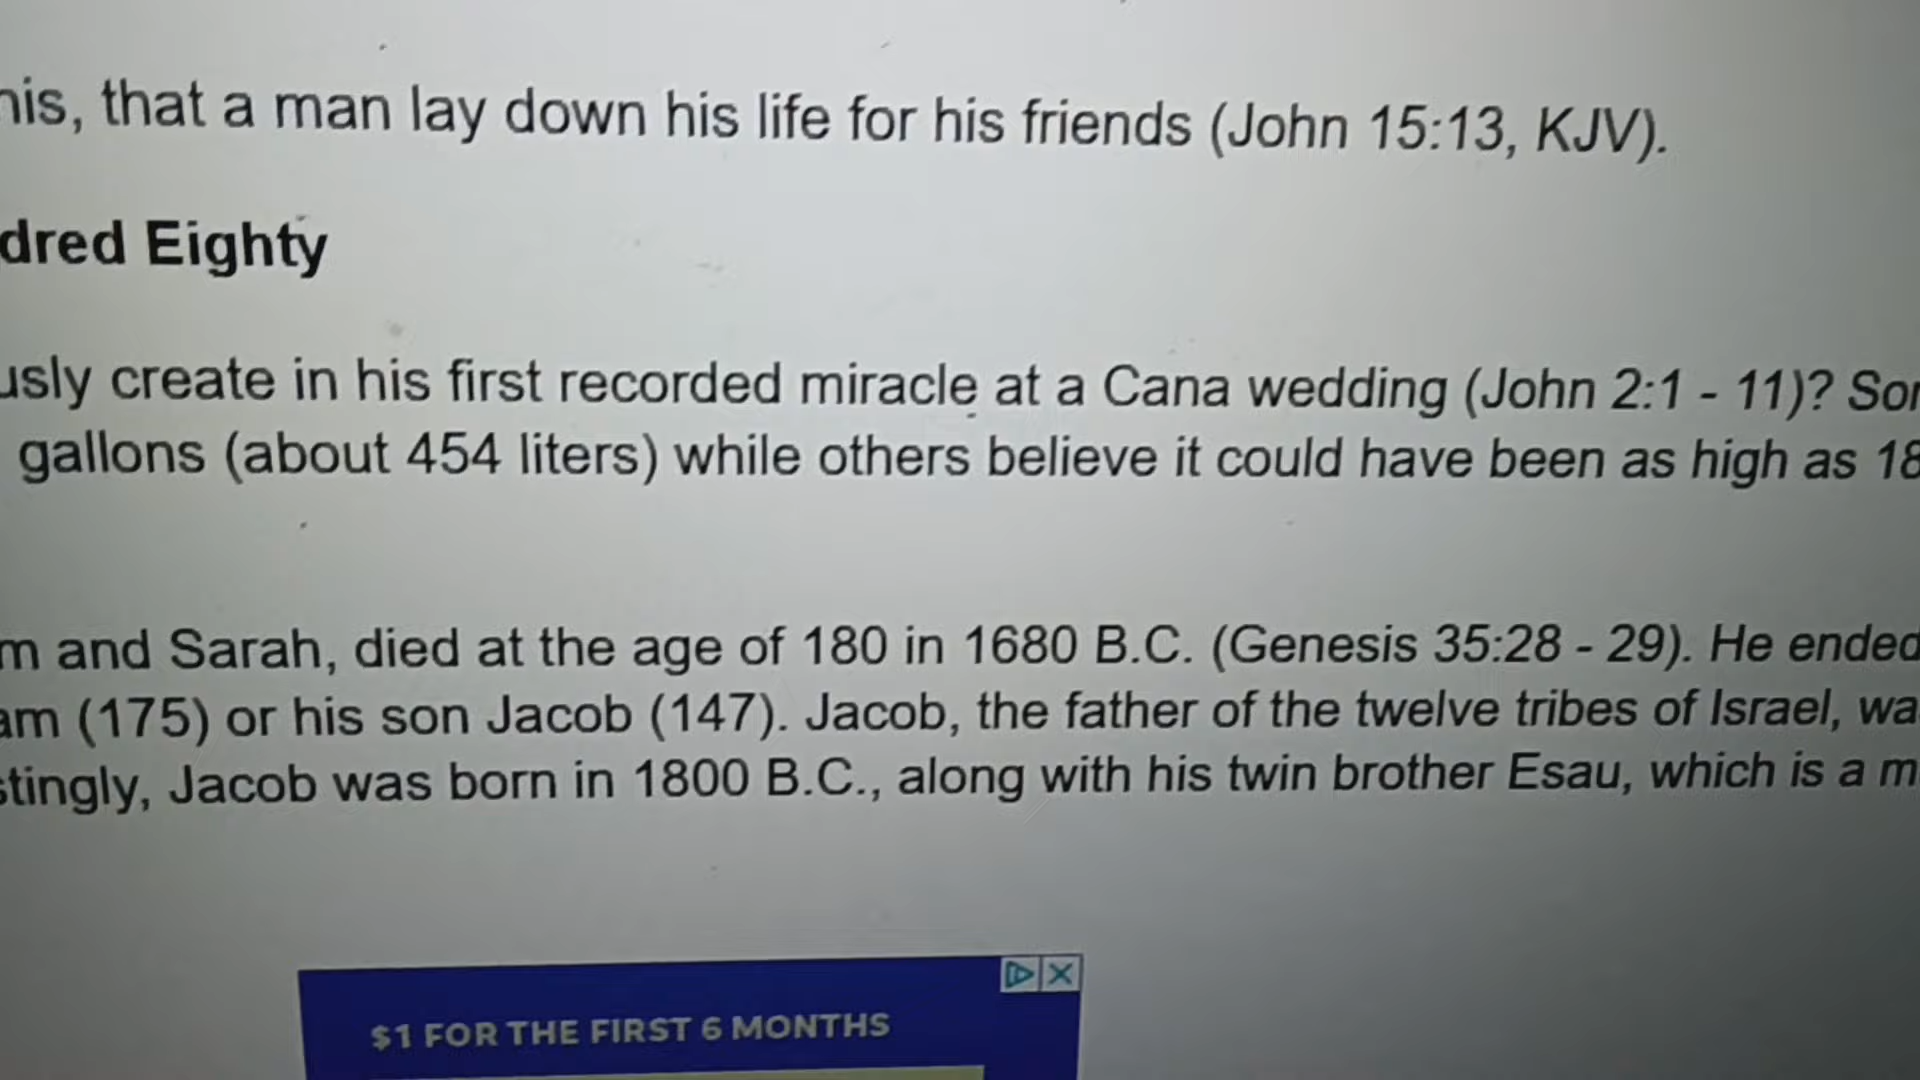 his, that a man lay down his life for his friends (John 15:13, KJV).
dred Eighty
usly create in his first recorded miracle at a Cana wedding (John 2:1 - 11)? Som
gallons (about 454 liters) while others believe it could have been as high as 18
m and Sarah, died at the age of 180 in 1680 B.C. (Genesis 35:28 - 29). He ended
am (175) or his son Jacob (147). Jacob, the father of the twelve tribes of Israel, wa
stingly, Jacob was born in 1800 B.C., along with his twin brother Esau, which is a m
$1 FOR THE FIRST 6 MONTHS